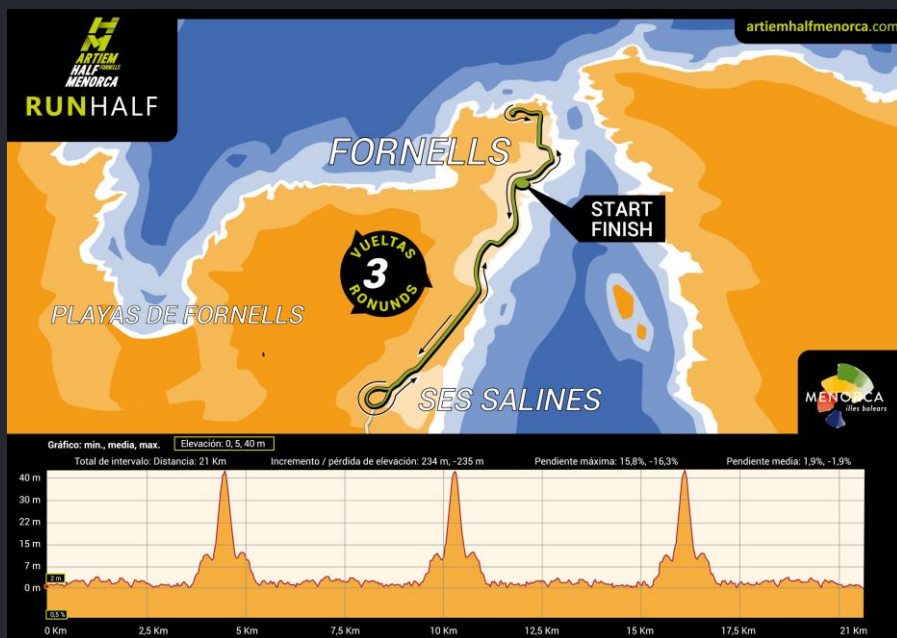 HM
ARTIEM
HALF FORNELLS
MENORCA
RUNHALF
artiemhalfmenorca.com
FORNELLS
START
FINISH
VUELTAS
3
RONUNDS
PLAYAS DE FORNELLS
SES SALINES
MENORCA
illes balears
Gráfico: min., media, max. Elevación: 0, 5, 40 m
Total de intervalo: Distancia: 21 Km Incremento / pérdida de elevación: 234 m, -235 m Pendiente máxima: 15,8%, -16,3% Pendiente media: 1,9%, -1,9%
40 m
30 m
22 m
15 m
7 m
2 m
0 m
0,5 %
0 Km 2,5 Km 5 Km 7,5 Km 10 Km 12,5 Km 15 Km 17,5 Km 21 Km